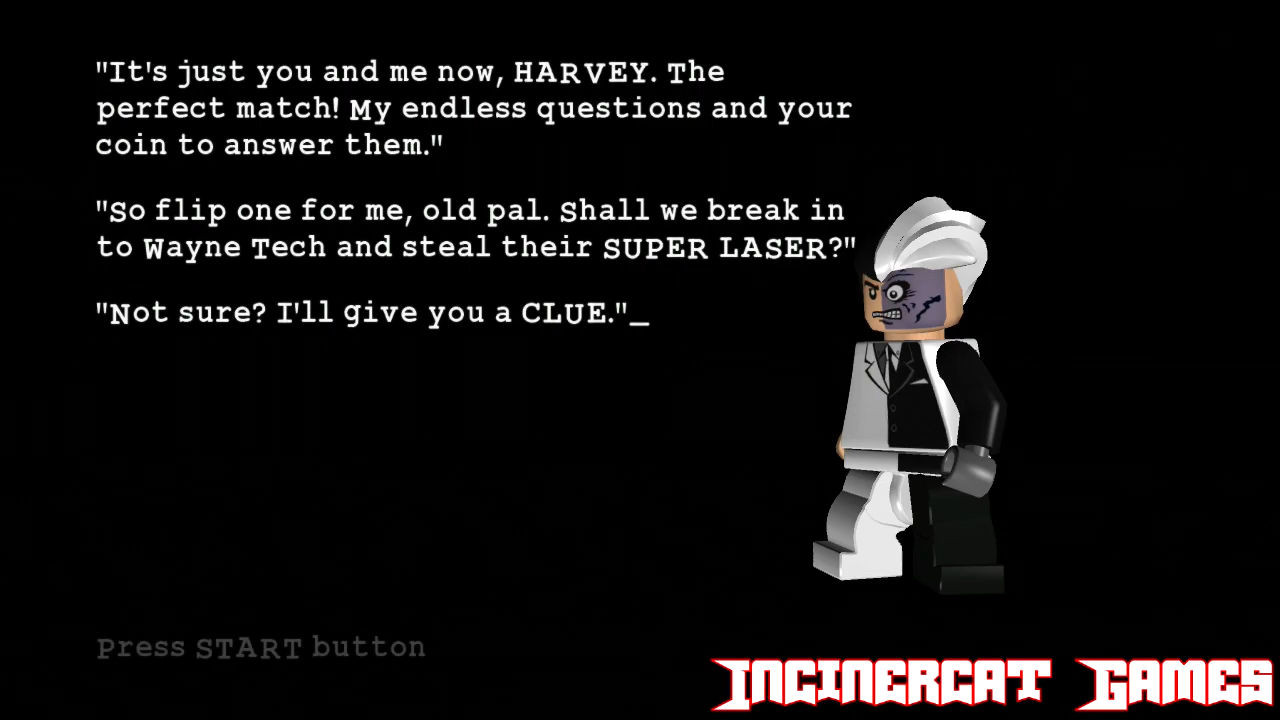 "It's just you and me now, HARVEY. The
perfect match! My endless questions and your
coin to answer them."
"So flip one for me, old pal. Shall we break in
to Wayne Tech and steal their SUPER LASER?"
"Not sure? I'll give you a CLUE."_
Press START button
INCINERCAT GAMES